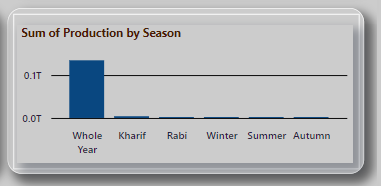 Sum of Production by Season
0.1T
0.0T
Whole Kharif Rabi Winter Summer Autumn
Year